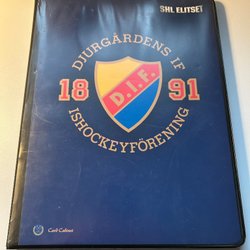 SHL ELITSET
DJURGÅRDENS IF
18 91
D.I.F.
ISHOCKEYFÖRENING
Card Cabinet